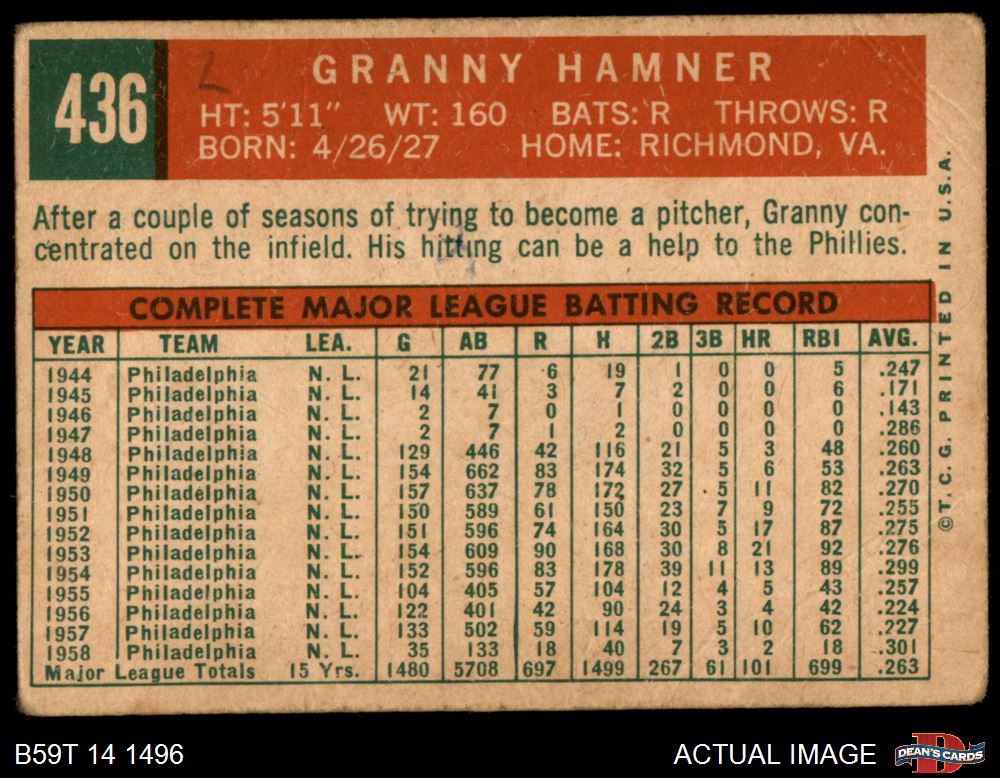 436
GRANNY HAMNER
HT: 5'11" WT: 160 BATS: R THROWS: R
BORN: 4/26/27 HOME: RICHMOND, VA.
After a couple of seasons of trying to become a pitcher, Granny con-
centrated on the infield. His hitting can be a help to the Phillies.
COMPLETE MAJOR LEAGUE BATTING RECORD
YEAR TEAM LEA. G AB R H 2B 3B HR RBI AVG.
1944 Philadelphia N. L. 21 77 6 19 1 0 0 5 .247
1945 Philadelphia N. L. 14 41 3 7 2 0 0 6 .171
1946 Philadelphia N. L. 2 7 0 1 0 0 0 0 .143
1947 Philadelphia N. L. 2 7 1 2 0 0 0 0 .286
1948 Philadelphia N. L. 129 446 42 116 21 5 3 48 .260
1949 Philadelphia N. L. 154 662 83 174 32 5 6 53 .263
1950 Philadelphia N. L. 157 637 78 172 27 5 11 82 .270
1951 Philadelphia N. L. 150 589 61 150 23 7 9 72 .255
1952 Philadelphia N. L. 151 596 74 164 30 5 17 87 .275
1953 Philadelphia N. L. 154 609 90 168 30 8 21 92 .276
1954 Philadelphia N. L. 152 596 83 178 39 11 13 89 .299
1955 Philadelphia N. L. 104 405 57 104 12 4 5 43 .257
1956 Philadelphia N. L. 122 401 42 90 24 3 4 42 .224
1957 Philadelphia N. L. 133 502 59 114 19 5 10 62 .227
1958 Philadelphia N. L. 35 133 18 40 7 3 2 18 .301
Major League Totals 15 Yrs. 1480 5708 697 1499 267 61 101 699 .263
©T. C. G. PRINTED IN U.S.A.
B59T 14 1496
ACTUAL IMAGE
DEAN'S CARDS